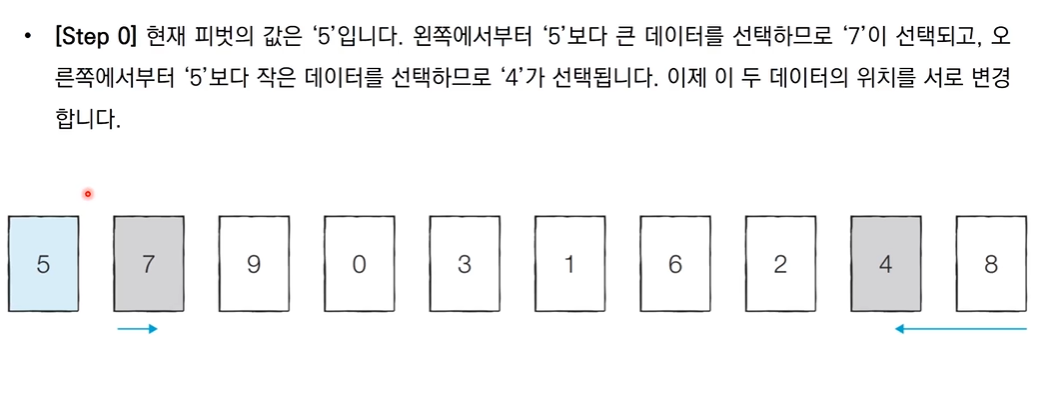 • [Step 0] 현재 피벗의 값은 ‘5’입니다. 왼쪽에서부터 ‘5’보다 큰 데이터를 선택하므로 ‘7’이 선택되고, 오
른쪽에서부터 ‘5’보다 작은 데이터를 선택하므로 ‘4’가 선택됩니다. 이제 이 두 데이터의 위치를 서로 변경
합니다.
5 7 9 0 3 1 6 2 4 8